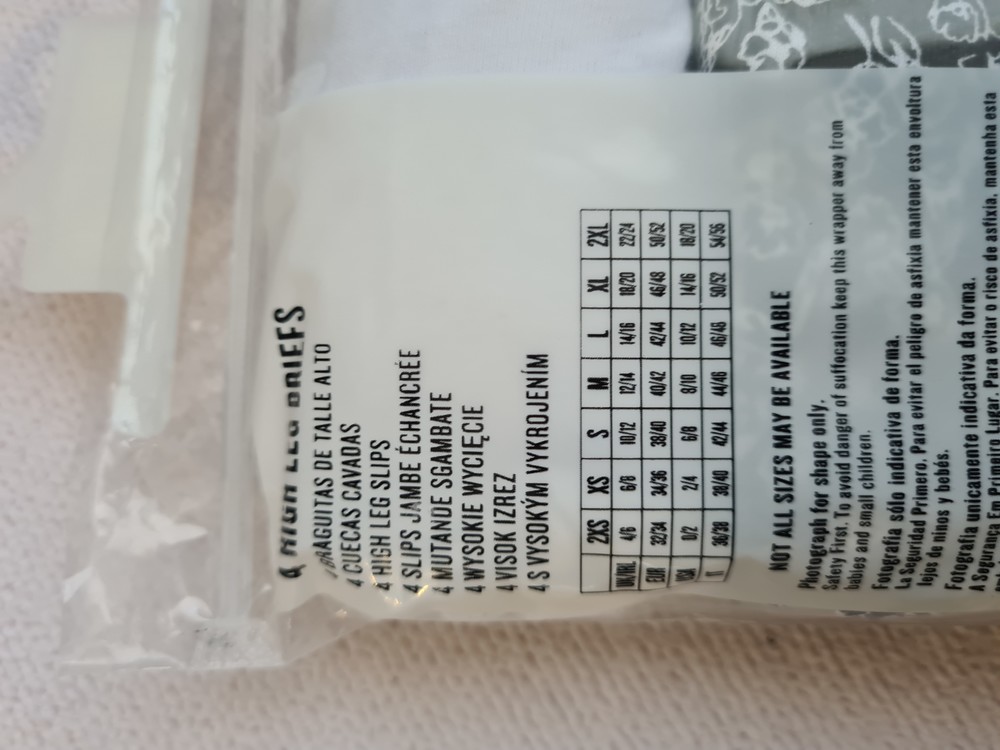 4 HIGH LEG BRIEFS
4 BRAGUITAS DE TALLE ALTO
4 CUECAS CAVADAS
4 HIGH LEG SLIPS
4 SLIPS JAMBE ÉCHANCRÉE
4 MUTANDE SGAMBATE
4 WYSOKIE WYCIĘCIE
4 VISOK IZREZ
4 S VYSOKÝM VYKROJENÍM
2XS XS S M L XL 2XL
UK/IRL 4/6 6/8 10/12 12/14 14/16 18/20 22/24
EUR 32/34 34/36 38/40 40/42 42/44 46/48 50/52
USA 0/2 2/4 6/8 8/10 10/12 14/16 18/20
IT 36/38 38/40 42/44 44/46 46/48 50/52 54/56
NOT ALL SIZES MAY BE AVAILABLE
Photograph for shape only.
Safety First. To avoid danger of suffocation keep this wrapper away from
babies and small children.
Fotografía sólo indicativa de forma.
La Seguridad Primero. Para evitar el peligro de asfixia mantener esta envoltura
lejos de ninos y bebés.
Fotografia unicamente indicativa da forma.
A Segurança Em Primeiro Lugar. Para evitar o risco de asfixia, mantenha esta